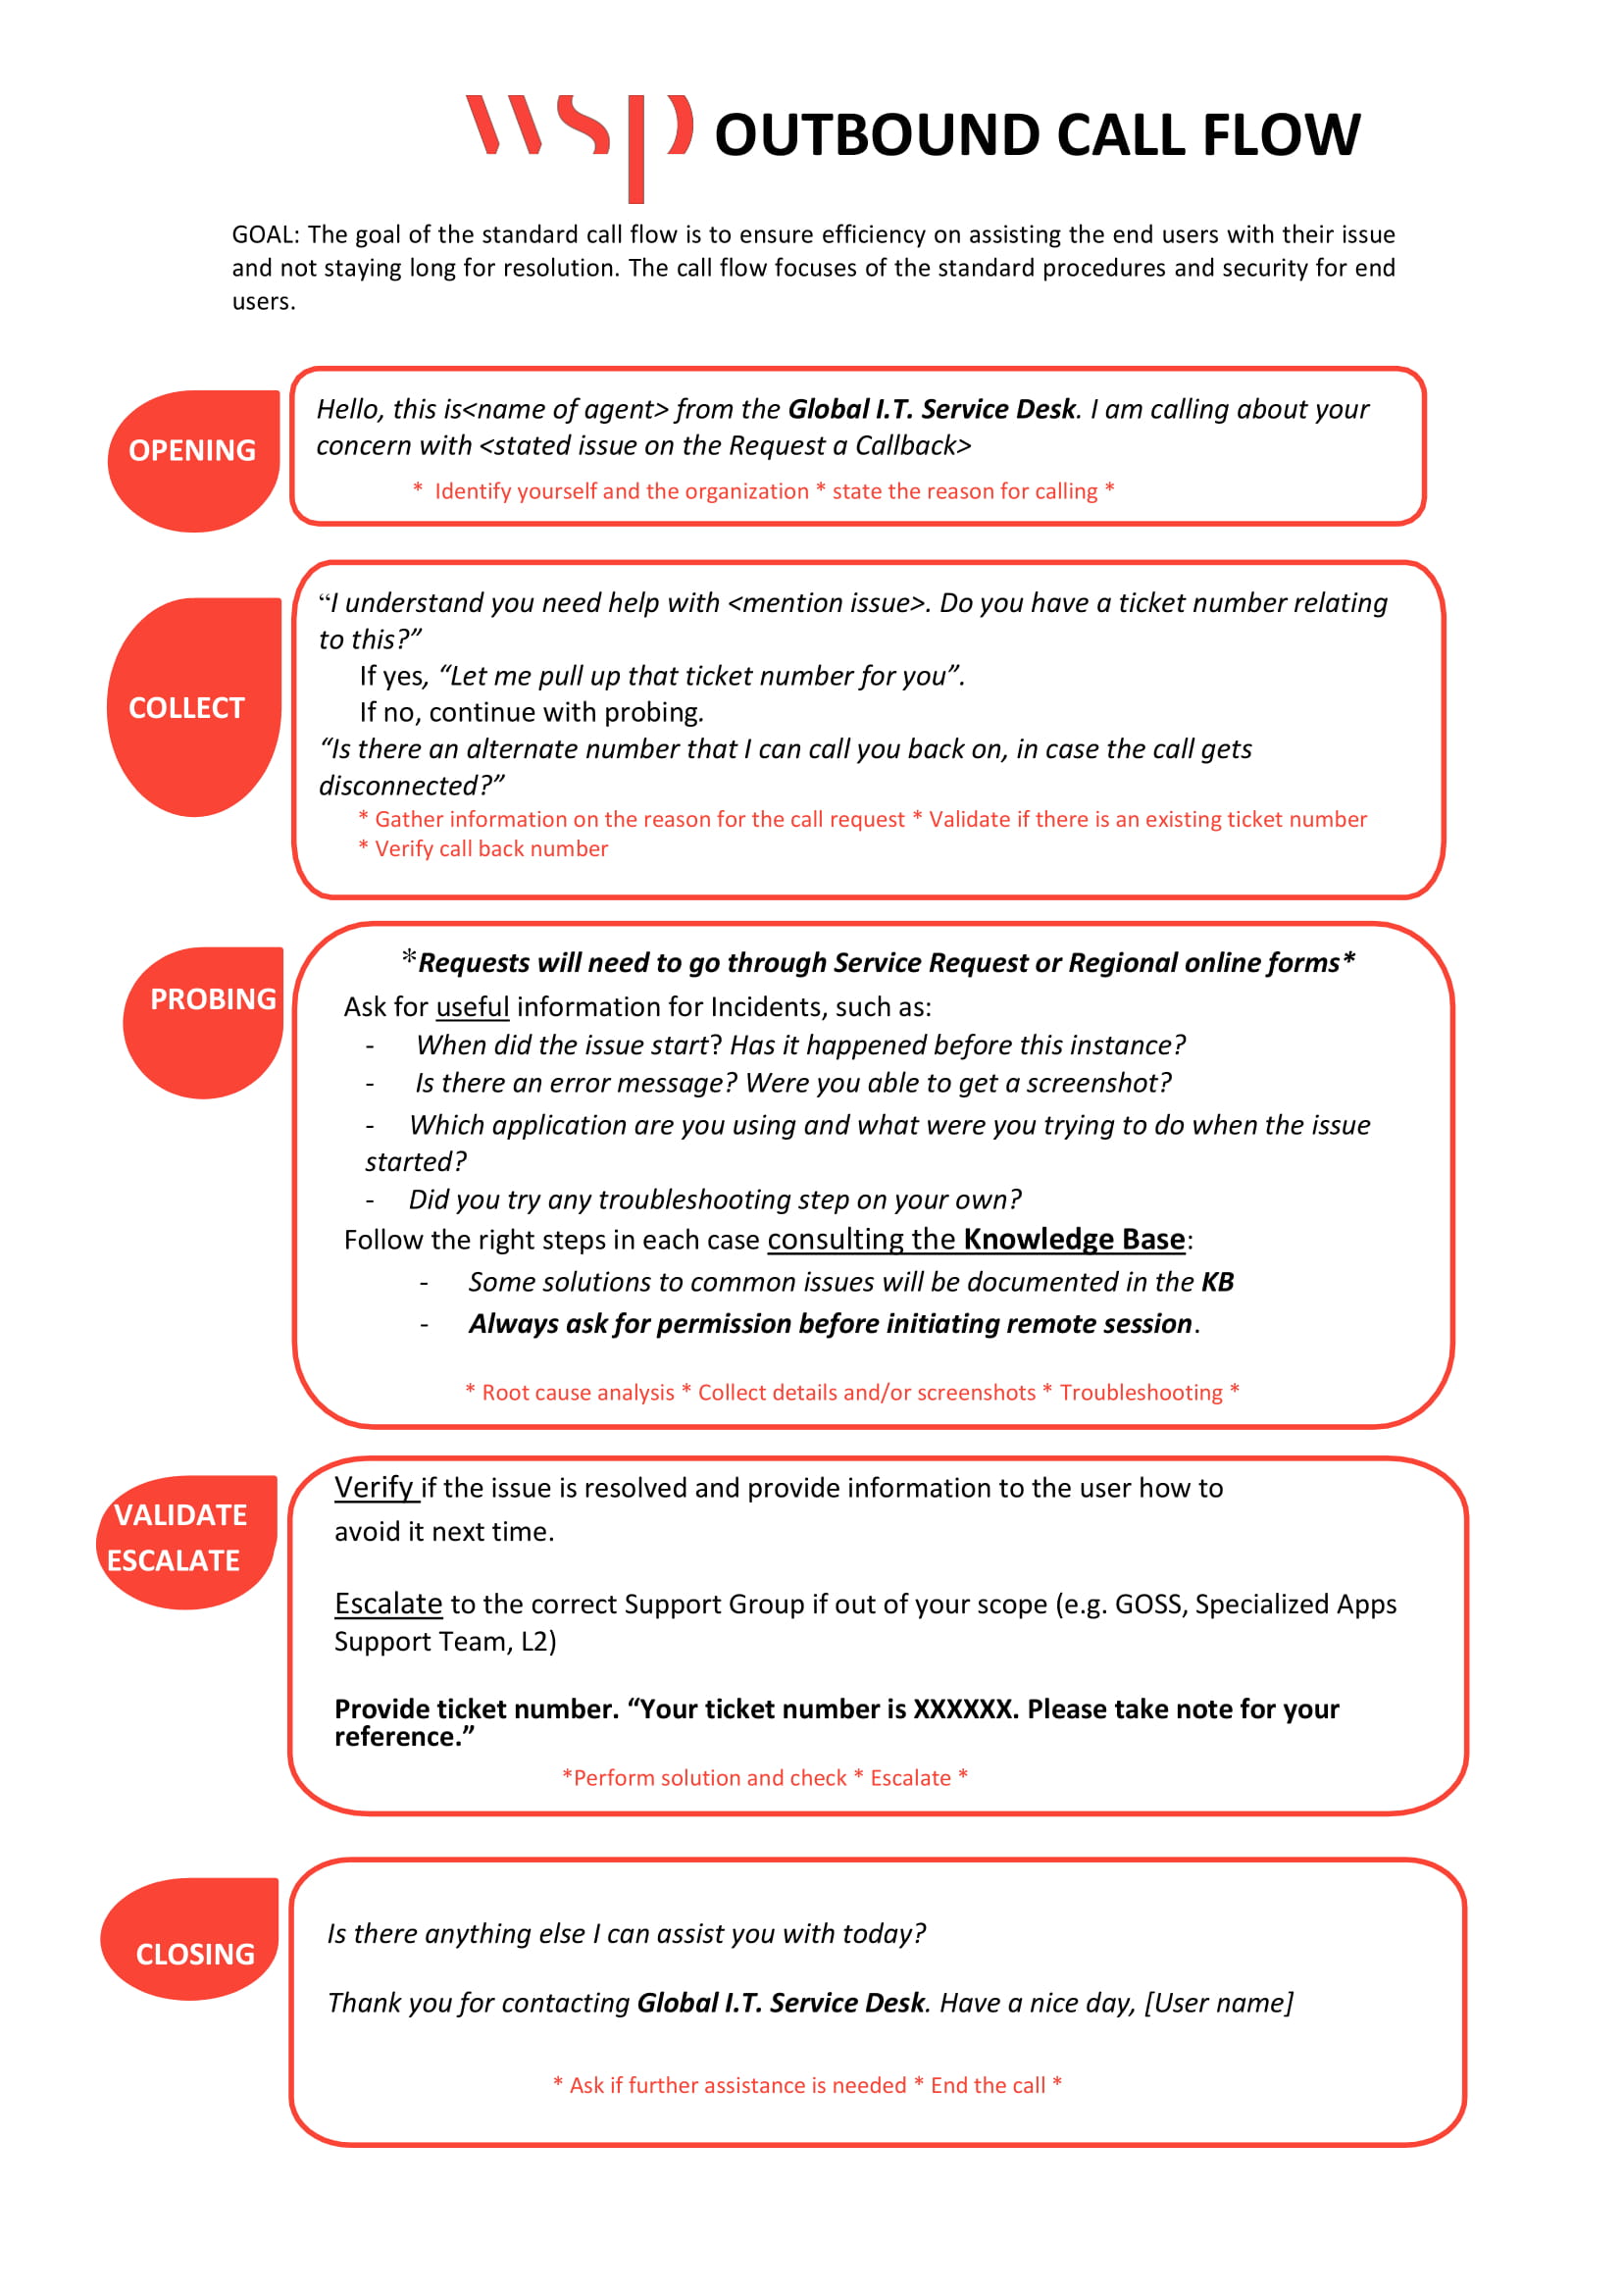 wsp OUTBOUND CALL FLOW
GOAL: The goal of the standard call flow is to ensure efficiency on assisting the end users with their issue
and not staying long for resolution. The call flow focuses of the standard procedures and security for end
users.
OPENING
Hello, this is<name of agent> from the Global I.T. Service Desk. I am calling about your
concern with <stated issue on the Request a Callback>
* Identify yourself and the organization * state the reason for calling *
COLLECT
“I understand you need help with <mention issue>. Do you have a ticket number relating
to this?”
If yes, “Let me pull up that ticket number for you”.
If no, continue with probing.
“Is there an alternate number that I can call you back on, in case the call gets
disconnected?”
* Gather information on the reason for the call request * Validate if there is an existing ticket number
* Verify call back number
PROBING
*Requests will need to go through Service Request or Regional online forms*
Ask for useful information for Incidents, such as:
- When did the issue start? Has it happened before this instance?
- Is there an error message? Were you able to get a screenshot?
- Which application are you using and what were you trying to do when the issue
started?
- Did you try any troubleshooting step on your own?
Follow the right steps in each case consulting the Knowledge Base:
- Some solutions to common issues will be documented in the KB
- Always ask for permission before initiating remote session.
* Root cause analysis * Collect details and/or screenshots * Troubleshooting *
VALIDATE
ESCALATE
Verify if the issue is resolved and provide information to the user how to
avoid it next time.
Escalate to the correct Support Group if out of your scope (e.g. GOSS, Specialized Apps
Support Team, L2)
Provide ticket number. “Your ticket number is XXXXXX. Please take note for your
reference.”
*Perform solution and check * Escalate *
CLOSING
Is there anything else I can assist you with today?
Thank you for contacting Global I.T. Service Desk. Have a nice day, [User name]
* Ask if further assistance is needed * End the call *